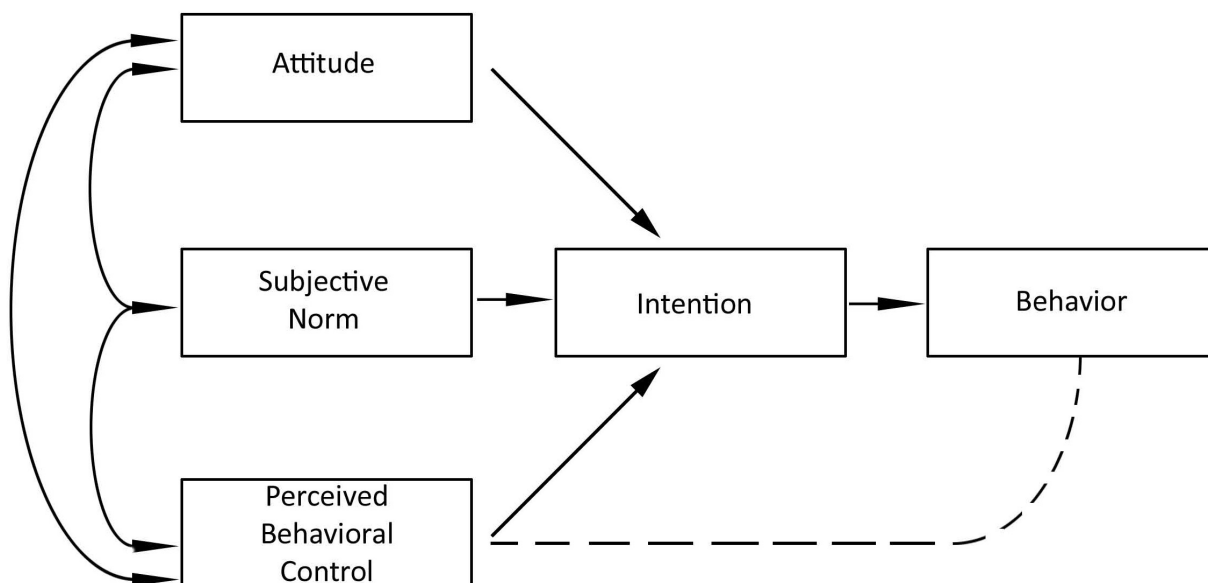 Attitude
Subjective
Norm
Intention
Behavior
Perceived
Behavioral
Control